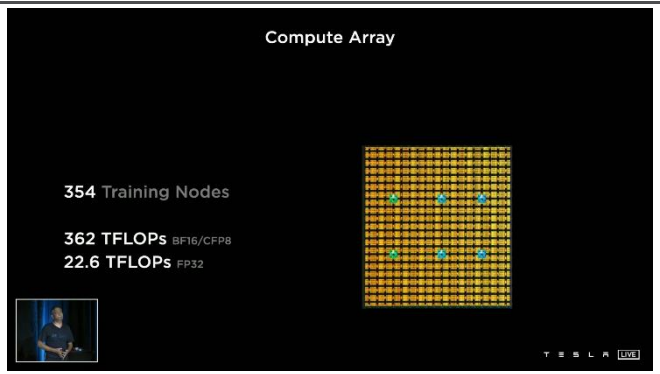 Compute Array
354 Training Nodes
362 TFLOPs BF16/CFP8
22.6 TFLOPs FP32
TESLA LIVE